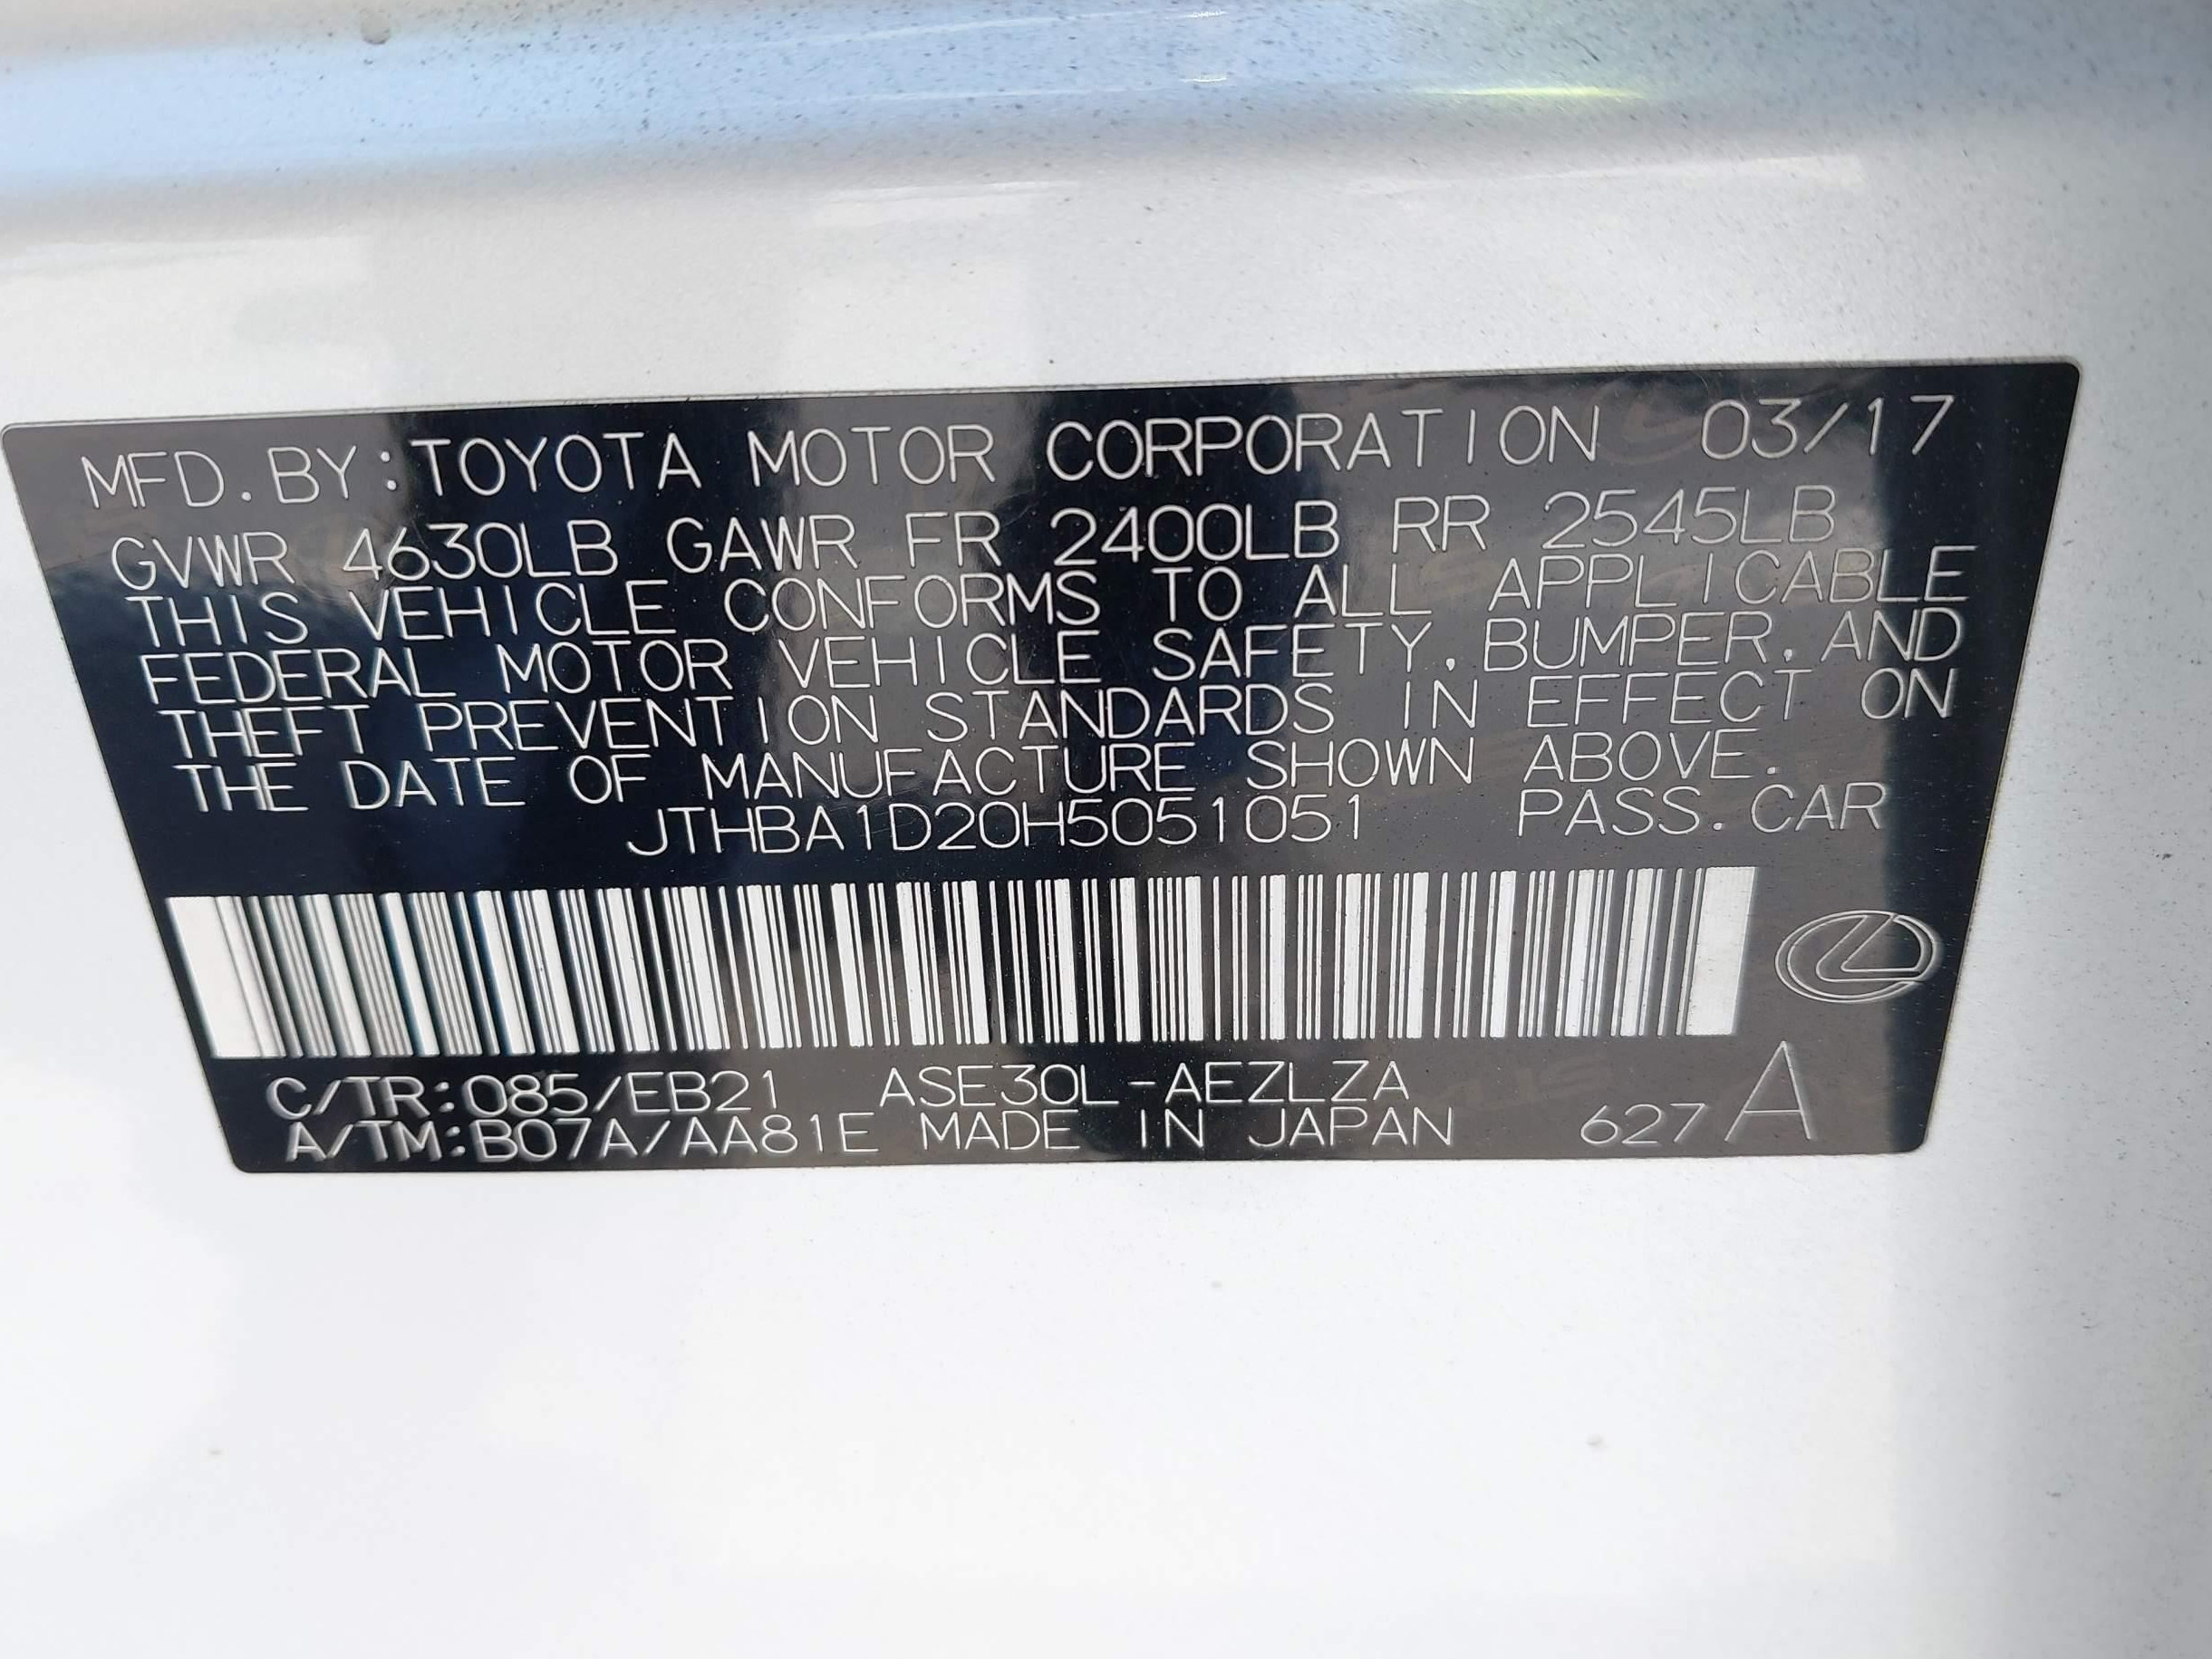 MFD.BY:TOYOTA MOTOR CORPORATION 03/17
GVWR 4630LB GAWR FR 2400LB RR 2545LB
THIS VEHICLE CONFORMS TO ALL APPLICABLE
FEDERAL MOTOR VEHICLE SAFETY,BUMPER,AND
THEFT PREVENTION STANDARDS IN EFFECT ON
THE DATE OF MANUFACTURE SHOWN ABOVE.
JTHBA1D20H5051051 PASS.CAR
C/TR:085/EB21 ASE30L-AEZLZA
A/TM:B07A/AA81E MADE IN JAPAN 627 A